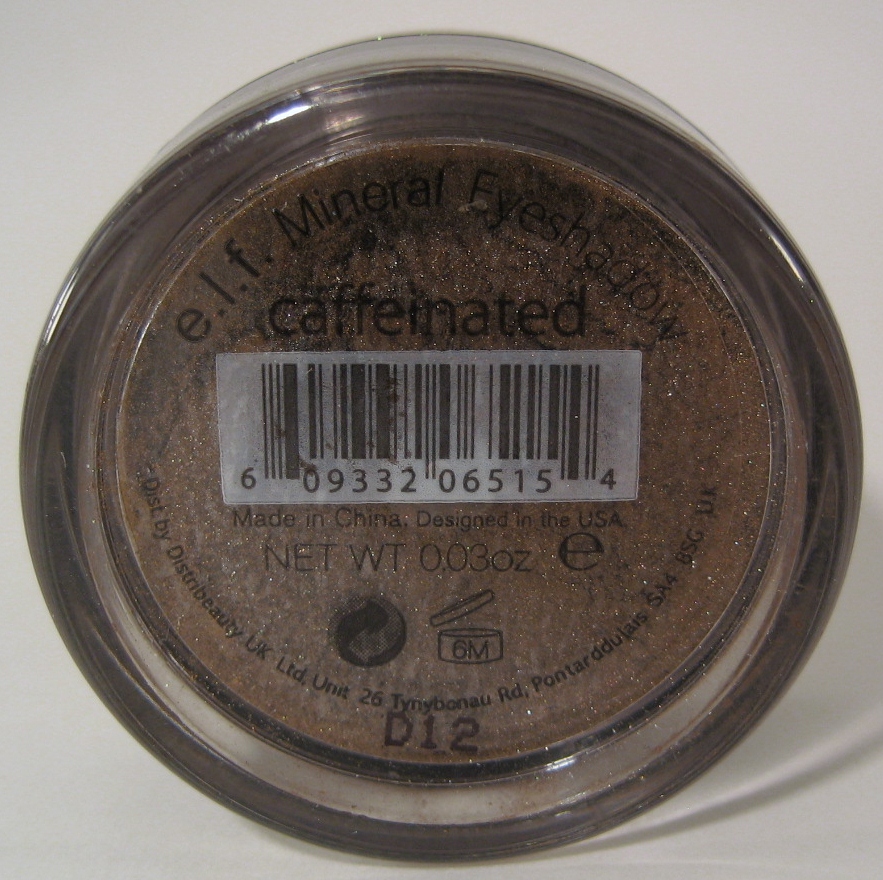 e.l.f. Mineral Eyeshadow
caffeinated
6 09332 06515 4
Made in China; Designed in the USA
NET WT 0.03oz e
6M
Dist.by Distribeauty UK Ltd, Unit 26 Tynybonau Rd, Pontarddulais SA4 8SG UK
D12